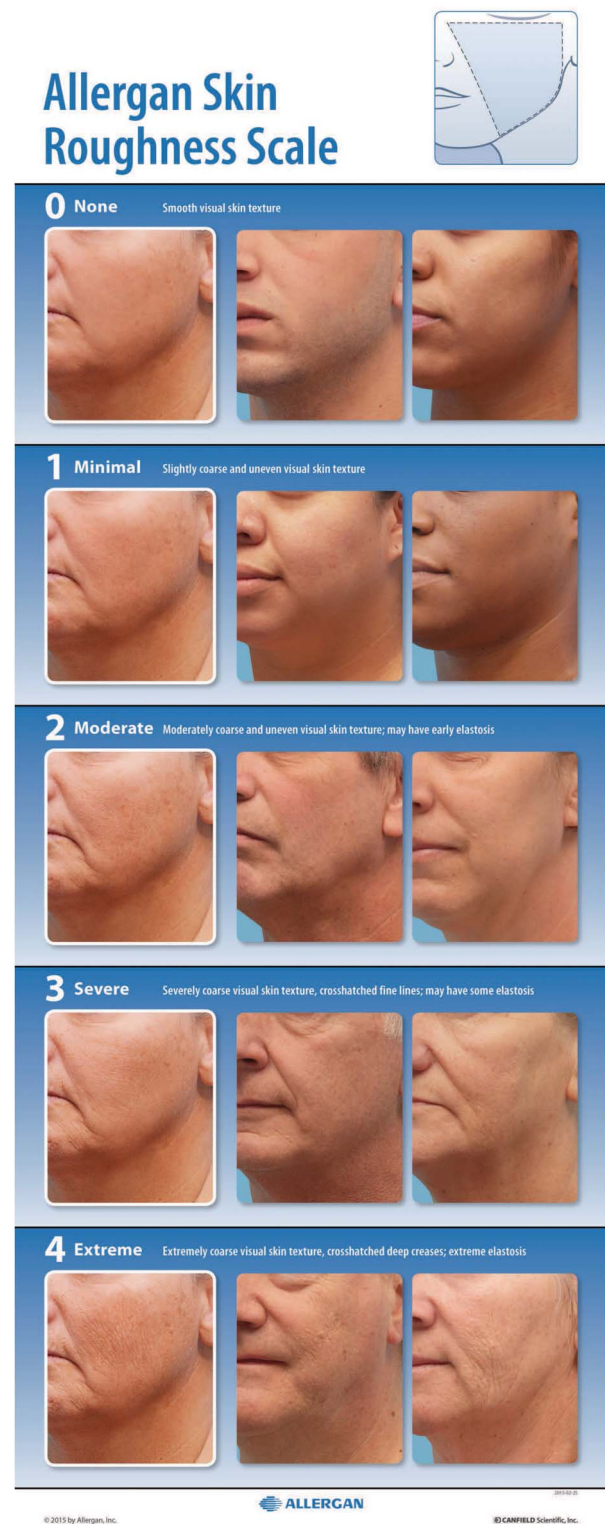 Allergan Skin
Roughness Scale
0 None Smooth visual skin texture
1 Minimal Slightly coarse and uneven visual skin texture
2 Moderate Moderately coarse and uneven visual skin texture; may have early elastosis
3 Severe Severely coarse visual skin texture, crosshatched fine lines; may have some elastosis
4 Extreme Extremely coarse visual skin texture, crosshatched deep creases; extreme elastosis
ALLERGAN
© 2015 by Allergan, Inc.
CANFIELD Scientific, Inc.